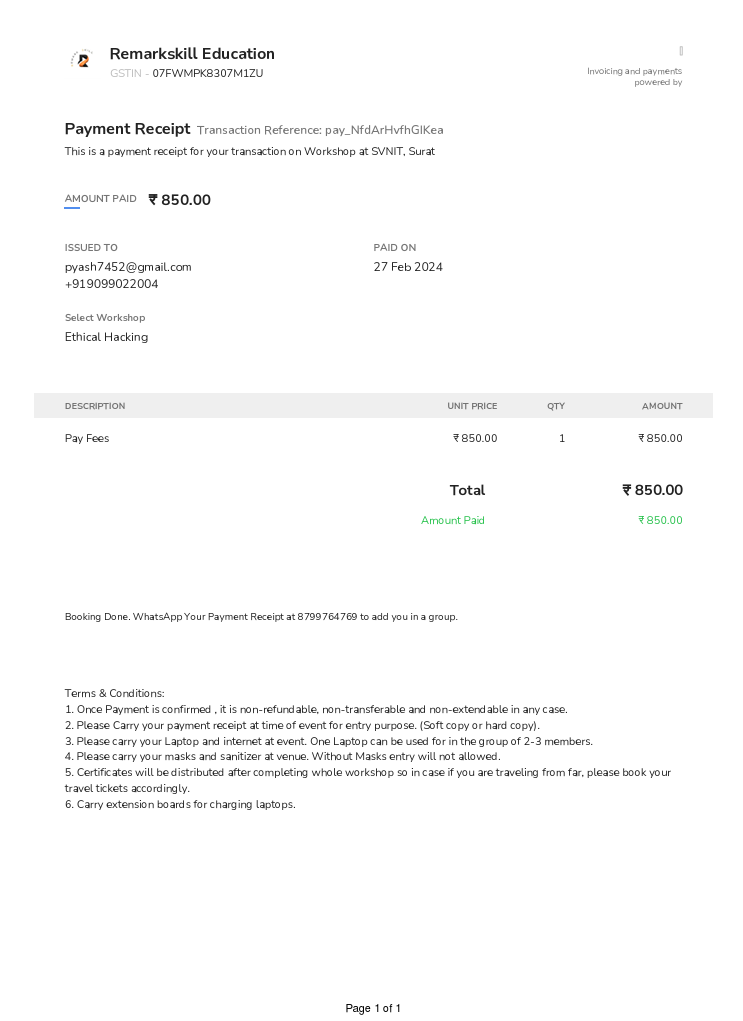 Remarkskill Education
GSTIN - 07FWMPK8307M1ZU
Invoicing and payments
powered by
Payment Receipt Transaction Reference: pay_NfdArHvfhGIKea
This is a payment receipt for your transaction on Workshop at SVNIT, Surat
AMOUNT PAID ₹ 850.00
ISSUED TO
pyash7452@gmail.com
+919099022004
PAID ON
27 Feb 2024
Select Workshop
Ethical Hacking
DESCRIPTION UNIT PRICE QTY AMOUNT
Pay Fees ₹ 850.00 1 ₹ 850.00
Total ₹ 850.00
Amount Paid ₹ 850.00
Booking Done. WhatsApp Your Payment Receipt at 8799764769 to add you in a group.
Terms & Conditions:
1. Once Payment is confirmed , it is non-refundable, non-transferable and non-extendable in any case.
2. Please Carry your payment receipt at time of event for entry purpose. (Soft copy or hard copy).
3. Please carry your Laptop and internet at event. One Laptop can be used for in the group of 2-3 members.
4. Please carry your masks and sanitizer at venue. Without Masks entry will not allowed.
5. Certificates will be distributed after completing whole workshop so in case if you are traveling from far, please book your
travel tickets accordingly.
6. Carry extension boards for charging laptops.
Page 1 of 1